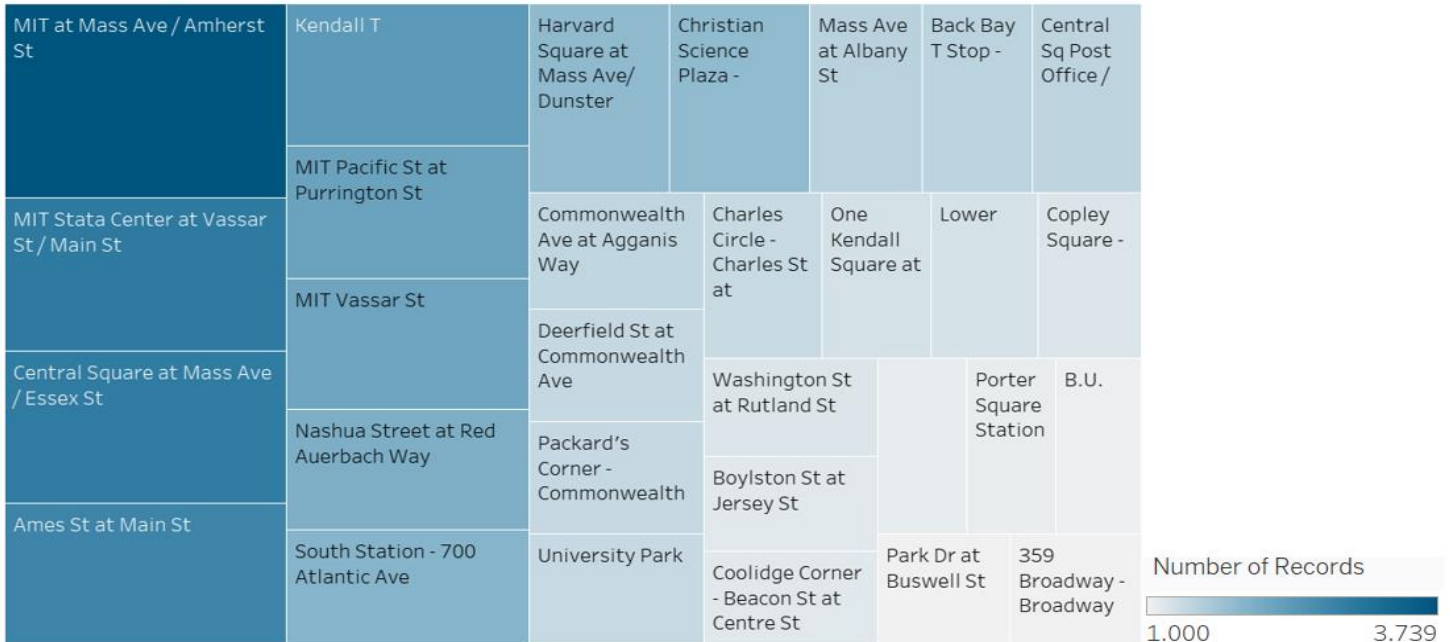 MIT at Mass Ave / Amherst
St
MIT Stata Center at Vassar
St / Main St
Central Square at Mass Ave
/ Essex St
Ames St at Main St
Kendall T
MIT Pacific St at
Purrington St
MIT Vassar St
Nashua Street at Red
Auerbach Way
South Station - 700
Atlantic Ave
Harvard
Square at
Mass Ave/
Dunster
Christian
Science
Plaza -
Mass Ave
at Albany
St
Back Bay
T Stop -
Central
Sq Post
Office /
Commonwealth
Ave at Agganis
Way
Deerfield St at
Commonwealth
Ave
Packard's
Corner -
Commonwealth
University Park
Charles
Circle -
Charles St
at
One
Kendall
Square at
Lower
Copley
Square -
Washington St
at Rutland St
Boylston St at
Jersey St
Coolidge Corner
- Beacon St at
Centre St
Porter
Square
Station
B.U.
Park Dr at
Buswell St
359
Broadway -
Broadway
Number of Records
1.000 3.739